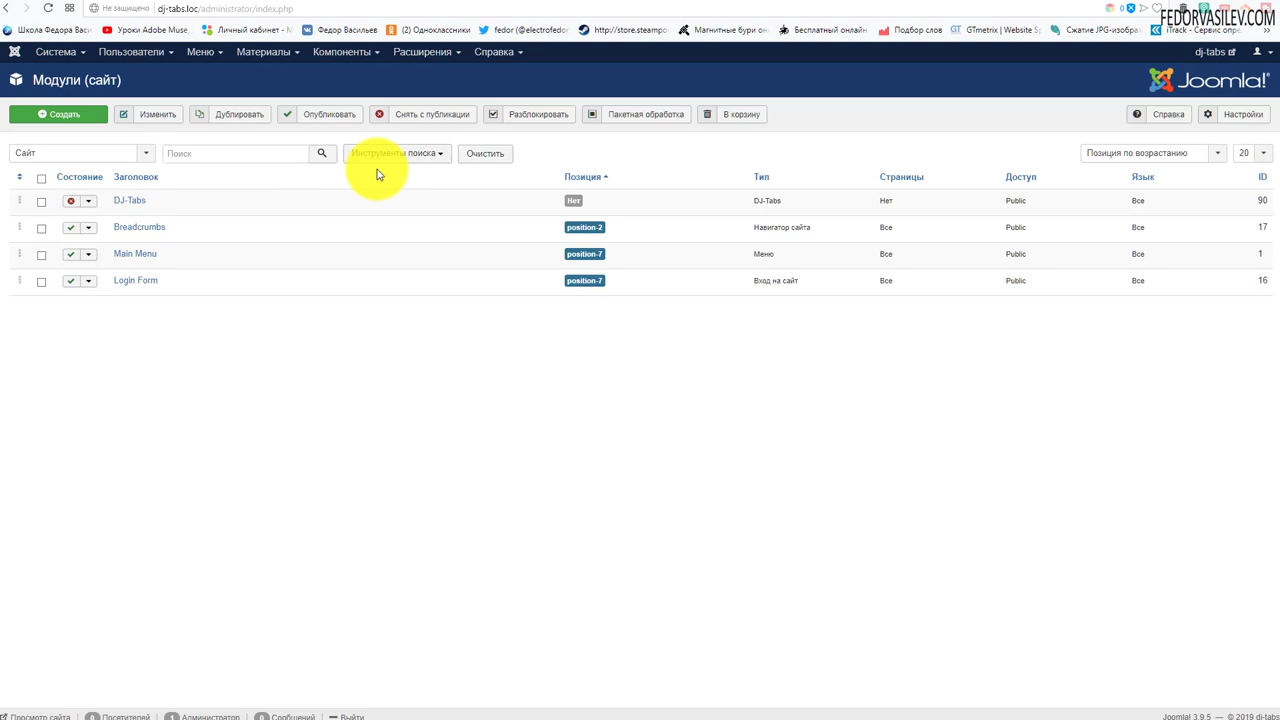 Не защищено dj-tabs.loc/administrator/index.php
FEDORVASILEV.COM
Школа Федора Васи. Уроки Adobe Muse. Личный кабинет - М Федор Васильев (2) Одноклассники fedor (@electrofedor http://store.steampo Магнитные бури он Бесплатный онлайн Подбор слов GTmetrix | Website Sp Сжатие JPG-изобра iTrack - Сервис оч »
Система Пользователи Меню Материалы Компоненты Расширения Справка dj-tabs
Модули (сайт) Joomla!®
Создать Изменить Дублировать Опубликовать Снять с публикации Разблокировать Пакетная обработка В корзину Справка Настройки
Сайт Поиск Инструменты поиска Очистить Позиция по возрастанию 20
Состояние Заголовок Позиция Тип Страницы Доступ Язык ID
DJ-Tabs Нет DJ-Tabs Нет Public Все 90
Breadcrumbs position-2 Навигатор сайта Все Public Все 17
Main Menu position-7 Меню Все Public Все 1
Login Form position-7 Вход на сайт Все Public Все 16
Просмотр сайта 0 Посетителей 1 Администратор 0 Сообщений Выйти Joomla! 3.9.5 — © 2019 dj-tabs